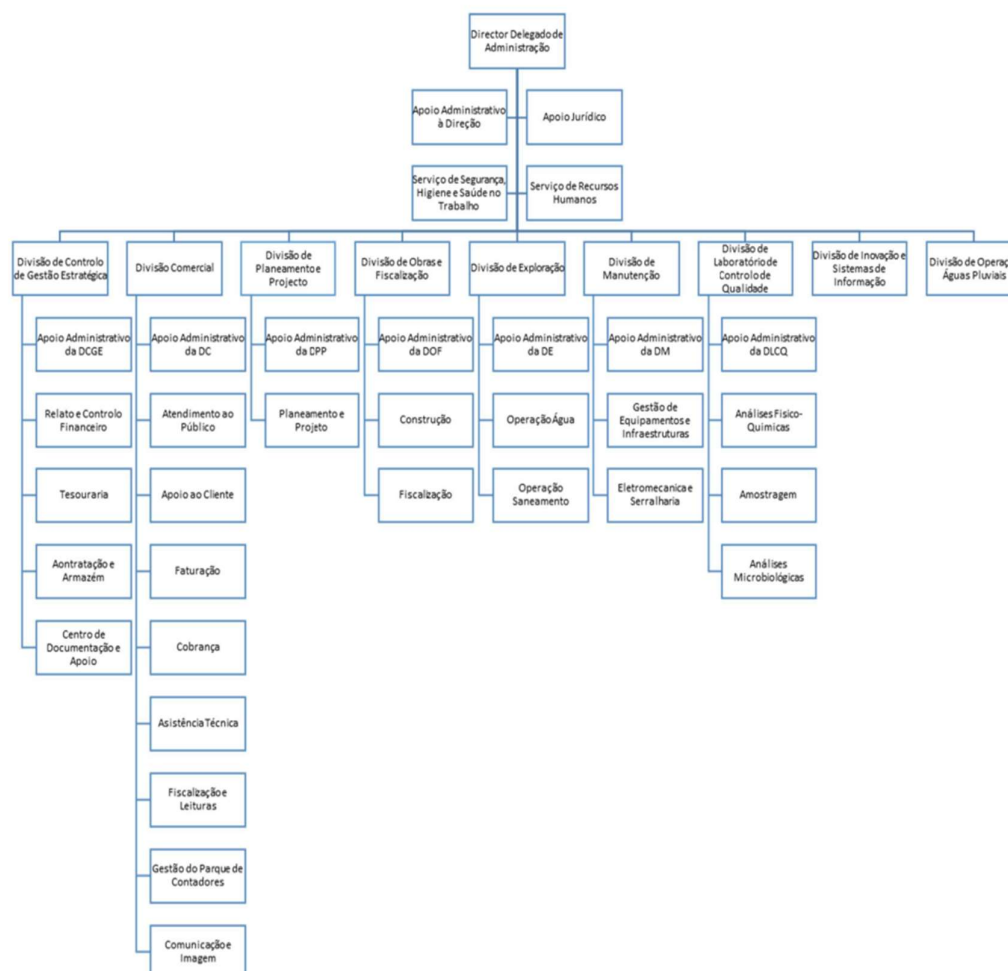 Director Delegado de
Administração
Apoio Administrativo
à Direção
Apoio Jurídico
Serviço de Segurança,
Higiene e Saúde no
Trabalho
Serviço de Recursos
Humanos
Divisão de Controlo
de Gestão Estratégica
Divisão Comercial
Divisão de
Planeamento e
Projecto
Divisão de Obras e
Fiscalização
Divisão de Exploração
Divisão de
Manutenção
Divisão de
Laboratório de
Controlo de
Qualidade
Divisão de Inovação e
Sistemas de
Informação
Divisão de Operaç
Águas Pluviais
Apoio Administrativo
da DCGE
Relato e Controlo
Financeiro
Tesouraria
Aontratação e
Armazém
Centro de
Documentação e
Apoio
Apoio Administrativo
da DC
Atendimento ao
Público
Apoio ao Cliente
Faturação
Cobrança
Asistência Técnica
Fiscalização e
Leituras
Gestão do Parque de
Contadores
Comunicação e
Imagem
Apoio Administrativo
da DPP
Planeamento e
Projeto
Apoio Administrativo
da DOF
Construção
Fiscalização
Apoio Administrativo
da DE
Operação Água
Operação
Saneamento
Apoio Administrativo
da DM
Gestão de
Equipamentos e
Infraestruturas
Eletromecanica e
Serralharia
Apoio Administrativo
da DLCQ
Análises Fisico-
Quimicas
Amostragem
Análises
Microbiológicas